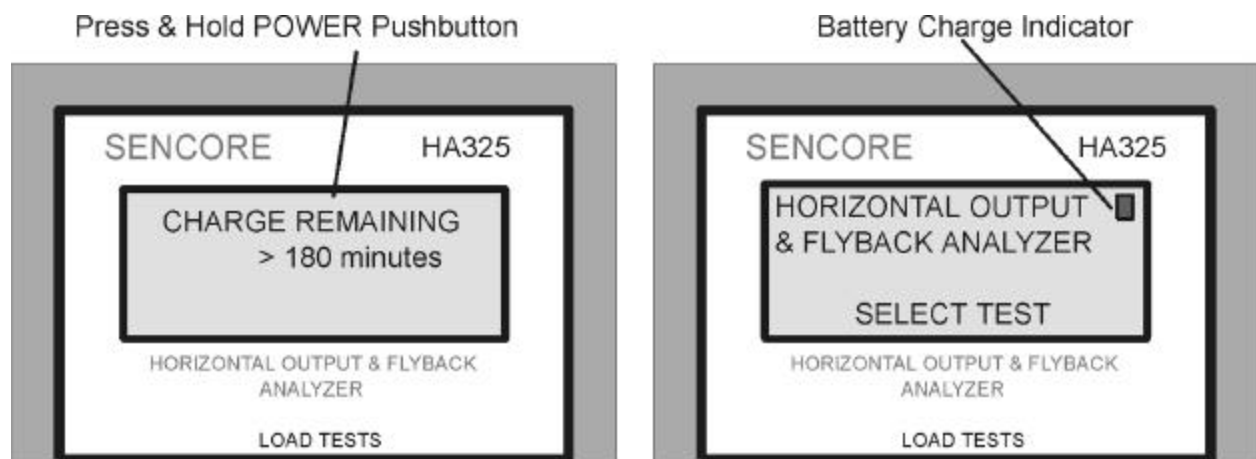 Press & Hold POWER Pushbutton
SENCORE HA325
CHARGE REMAINING
> 180 minutes
HORIZONTAL OUTPUT & FLYBACK
ANALYZER
LOAD TESTS
Battery Charge Indicator
SENCORE HA325
HORIZONTAL OUTPUT
& FLYBACK ANALYZER
SELECT TEST
HORIZONTAL OUTPUT & FLYBACK
ANALYZER
LOAD TESTS